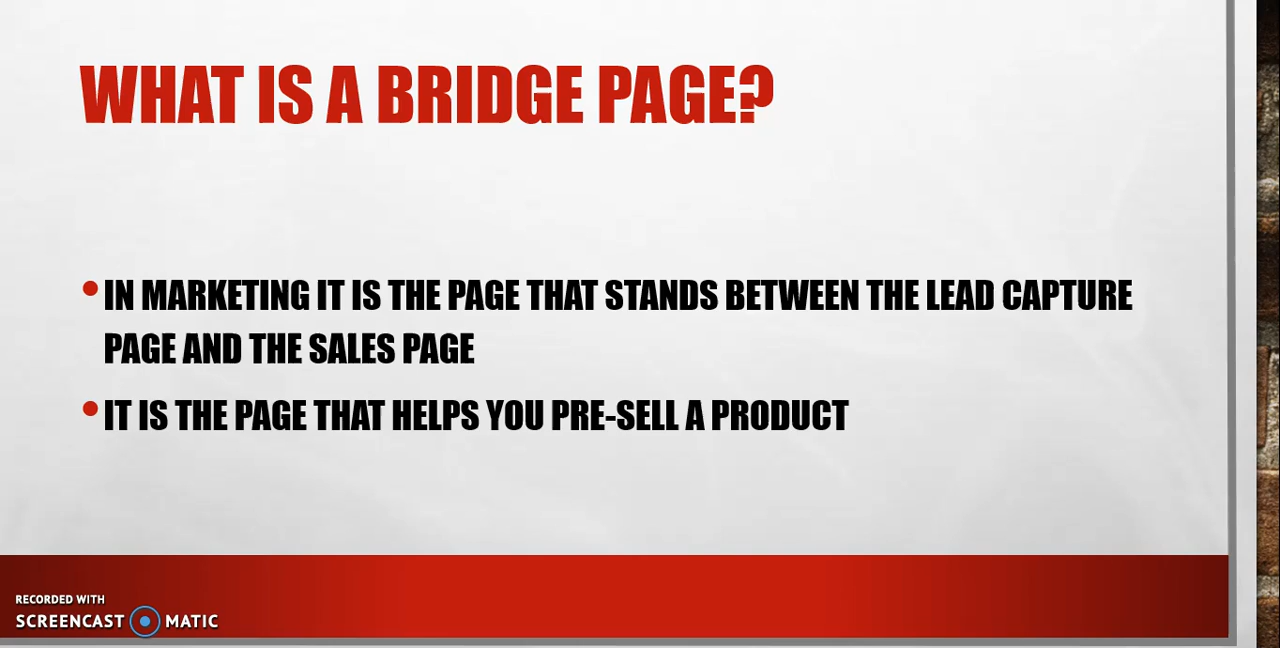 WHAT IS A BRIDGE PAGE?
• IN MARKETING IT IS THE PAGE THAT STANDS BETWEEN THE LEAD CAPTURE
PAGE AND THE SALES PAGE
• IT IS THE PAGE THAT HELPS YOU PRE-SELL A PRODUCT
RECORDED WITH
SCREENCAST MATIC